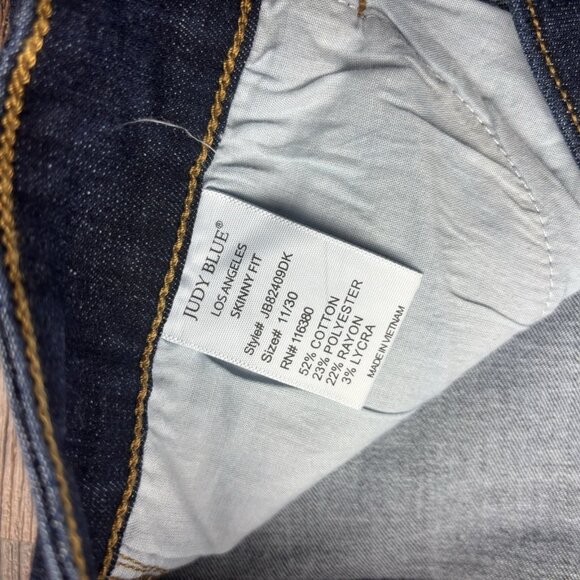 JUDY BLUE®
LOS ANGELES
SKINNY FIT
Style# JB82409DK
Size# 11/30
RN# 116380
52% COTTON
23% POLYESTER
22% RAYON
3% LYCRA
MADE IN VIETNAM